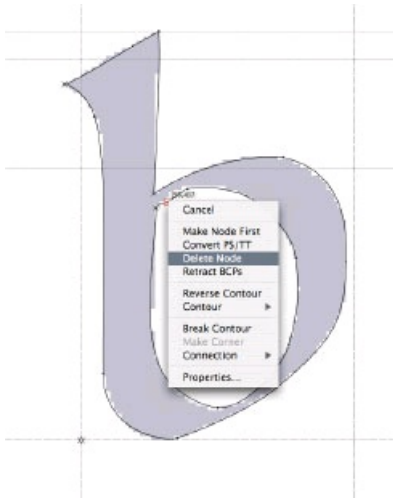 Cancel
Make Node First
Convert PS/TT
Delete Node
Retract BCPs
Reverse Contour
Contour
Break Contour
Make Corner
Connection
Properties...